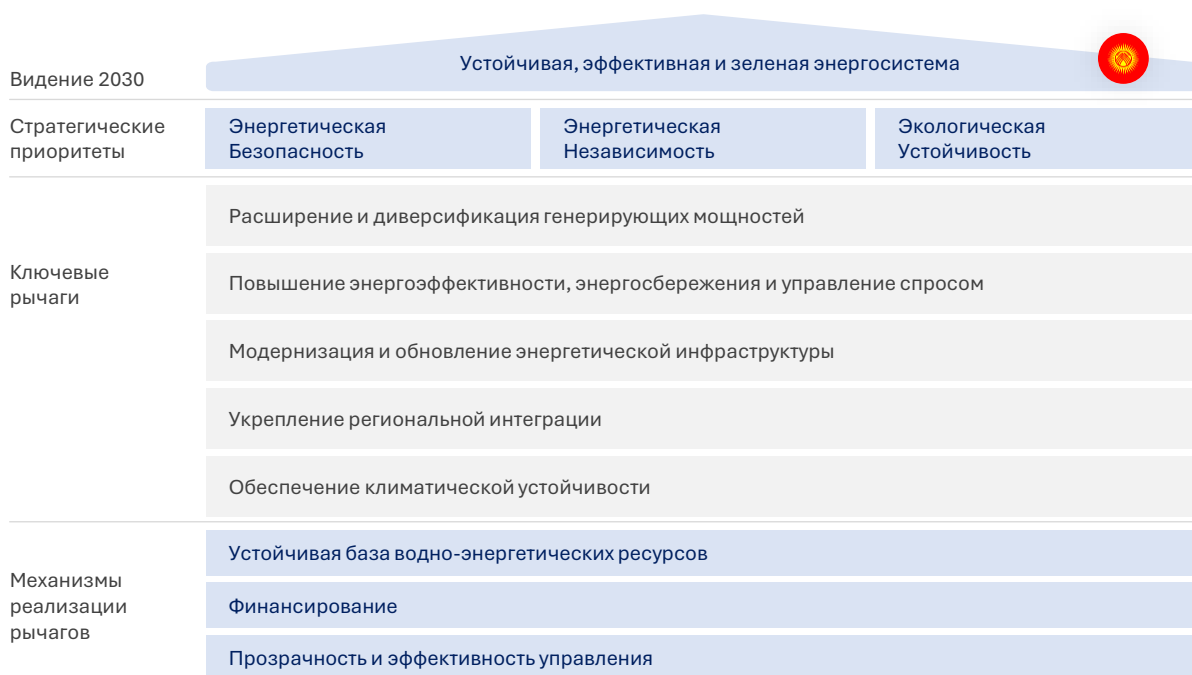 Видение 2030
Устойчивая, эффективная и зеленая энергосистема
Стратегические
приоритеты
Энергетическая
Безопасность
Энергетическая
Независимость
Экологическая
Устойчивость
Ключевые
рычаги
Расширение и диверсификация генерирующих мощностей
Повышение энергоэффективности, энергосбережения и управление спросом
Модернизация и обновление энергетической инфраструктуры
Укрепление региональной интеграции
Обеспечение климатической устойчивости
Механизмы
реализации
рычагов
Устойчивая база водно-энергетических ресурсов
Финансирование
Прозрачность и эффективность управления